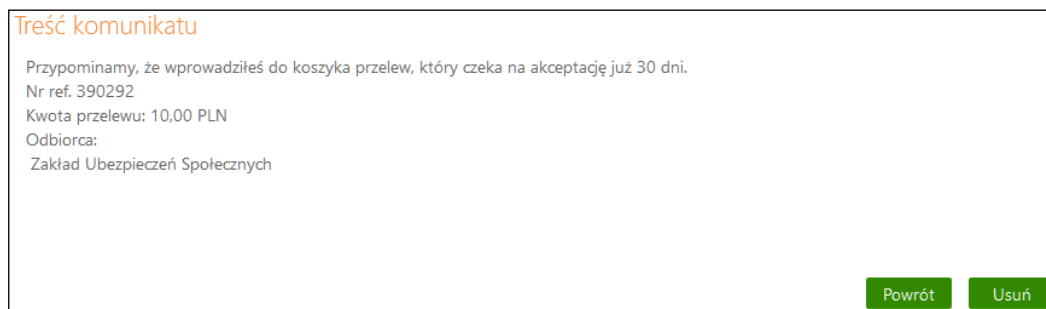 Treść komunikatu
Przypominamy, że wprowadziłeś do koszyka przelew, który czeka na akceptację już 30 dni.
Nr ref. 390292
Kwota przelewu: 10,00 PLN
Odbiorca:
Zakład Ubezpieczeń Społecznych
Powrót Usuń